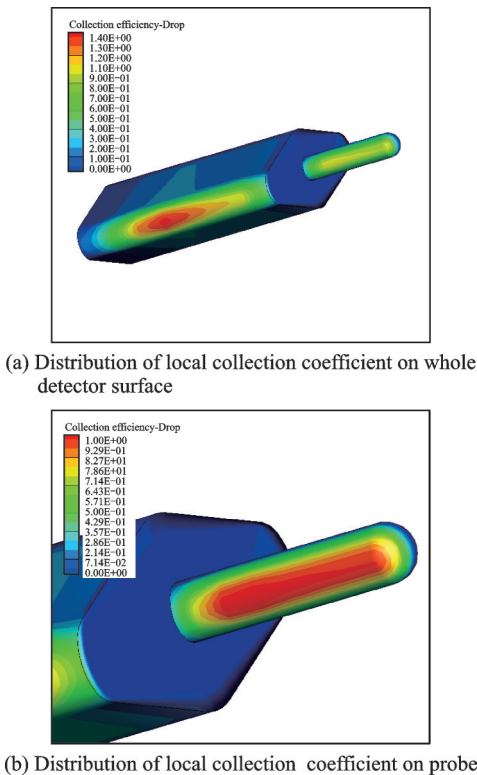 Collection efficiency-Drop
1.40E+00
1.30E+00
1.20E+00
1.10E+00
9.00E−01
8.00E−01
7.00E−01
6.00E−01
5.00E−01
4.00E−01
3.00E−01
2.00E−01
1.00E−01
0.00E+00
(a) Distribution of local collection coefficient on whole
detector surface
Collection efficiency-Drop
1.00E+00
9.29E−01
8.27E+01
7.86E+01
7.14E−01
6.43E−01
5.71E−01
5.00E−01
4.29E−01
3.57E−01
2.86E−01
2.14E−01
7.14E−02
0.00E+00
(b) Distribution of local collection coefficient on probe